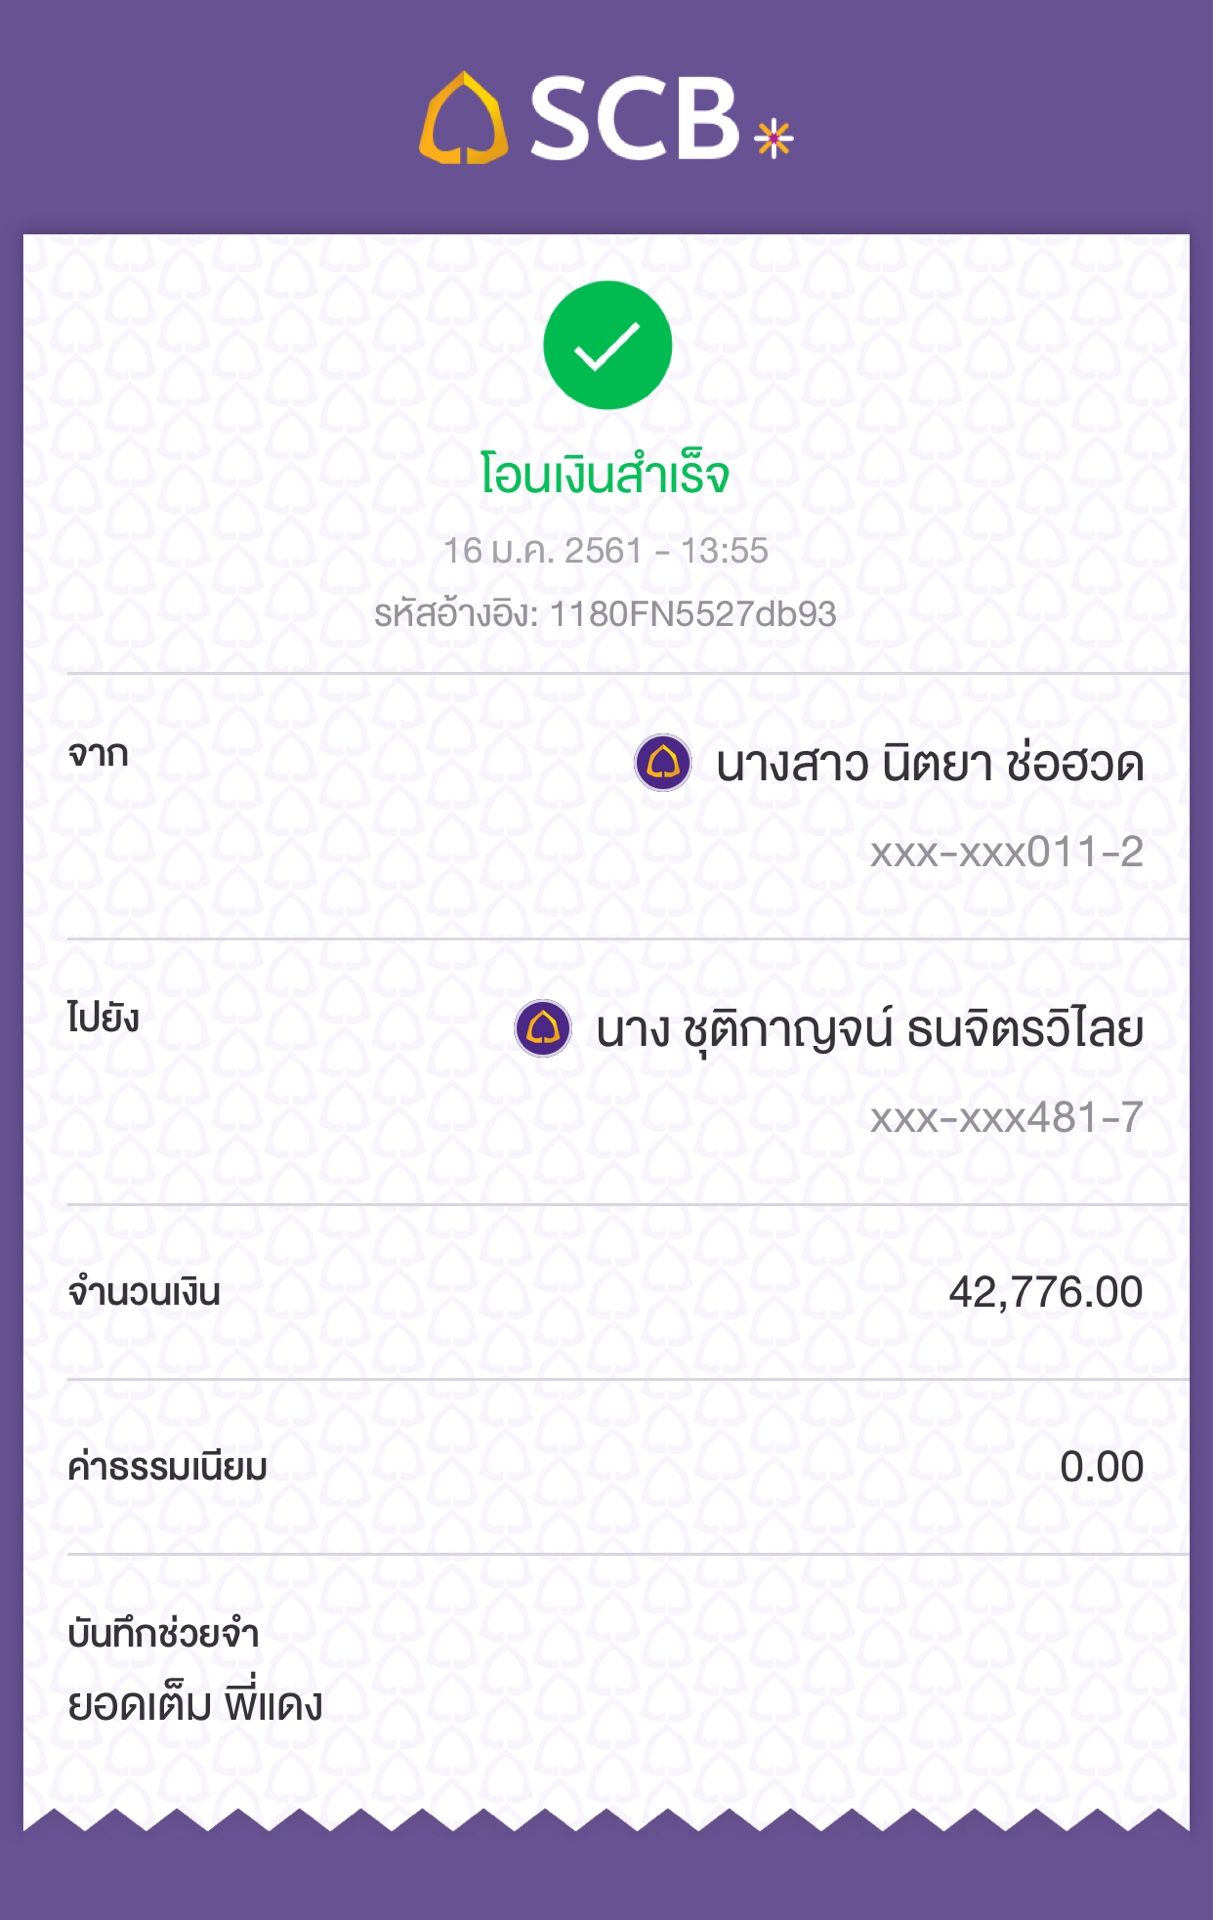 SCB
โอนเงินสำเร็จ
16 ม.ค. 2561 - 13:55
รหัสอ้างอิง: 1180FN5527db93
จาก
นางสาว นิตยา ช่อฮวด
xxx-xxx011-2
ไปยัง
นาง ชุติกาญจน์ ธนจิตรวิไลย
xxx-xxx481-7
จำนวนเงิน 42,776.00
ค่าธรรมเนียม 0.00
บันทึกช่วยจำ
ยอดเต็ม พี่แดง